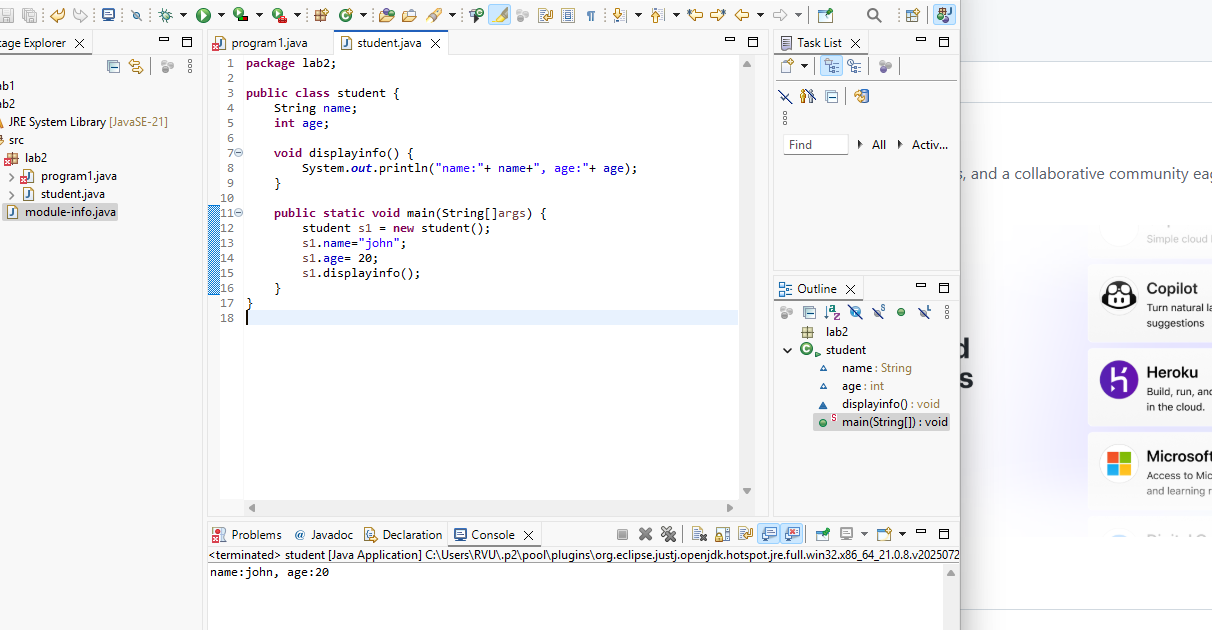 age Explorer
program1.java
student.java
Task List
b1
b2
JRE System Library [JavaSE-21]
src
lab2
program1.java
student.java
module-info.java
1 package lab2;
2
3 public class student {
4 String name;
5 int age;
6
7 void displayinfo() {
8 System.out.println("name:"+ name+", age:"+ age);
9 }
10
11 public static void main(String[]args) {
12 student s1 = new student();
13 s1.name="john";
14 s1.age= 20;
15 s1.displayinfo();
16 }
17 }
18
Find
All
Activ...
Outline
lab2
student
name : String
age : int
displayinfo() : void
main(String[]) : void
Problems
Javadoc
Declaration
Console
<terminated> student [Java Application] C:\Users\RVU\.p2\pool\plugins\org.eclipse.justj.openjdk.hotspot.jre.full.win32.x86_64_21.0.8.v2025072
name:john, age:20
s, and a collaborative community eag
Simple cloud
Copilot
Turn natural la
suggestions
d
s
Heroku
Build, run, and
in the cloud.
Microsoft
Access to Mic
and learning r